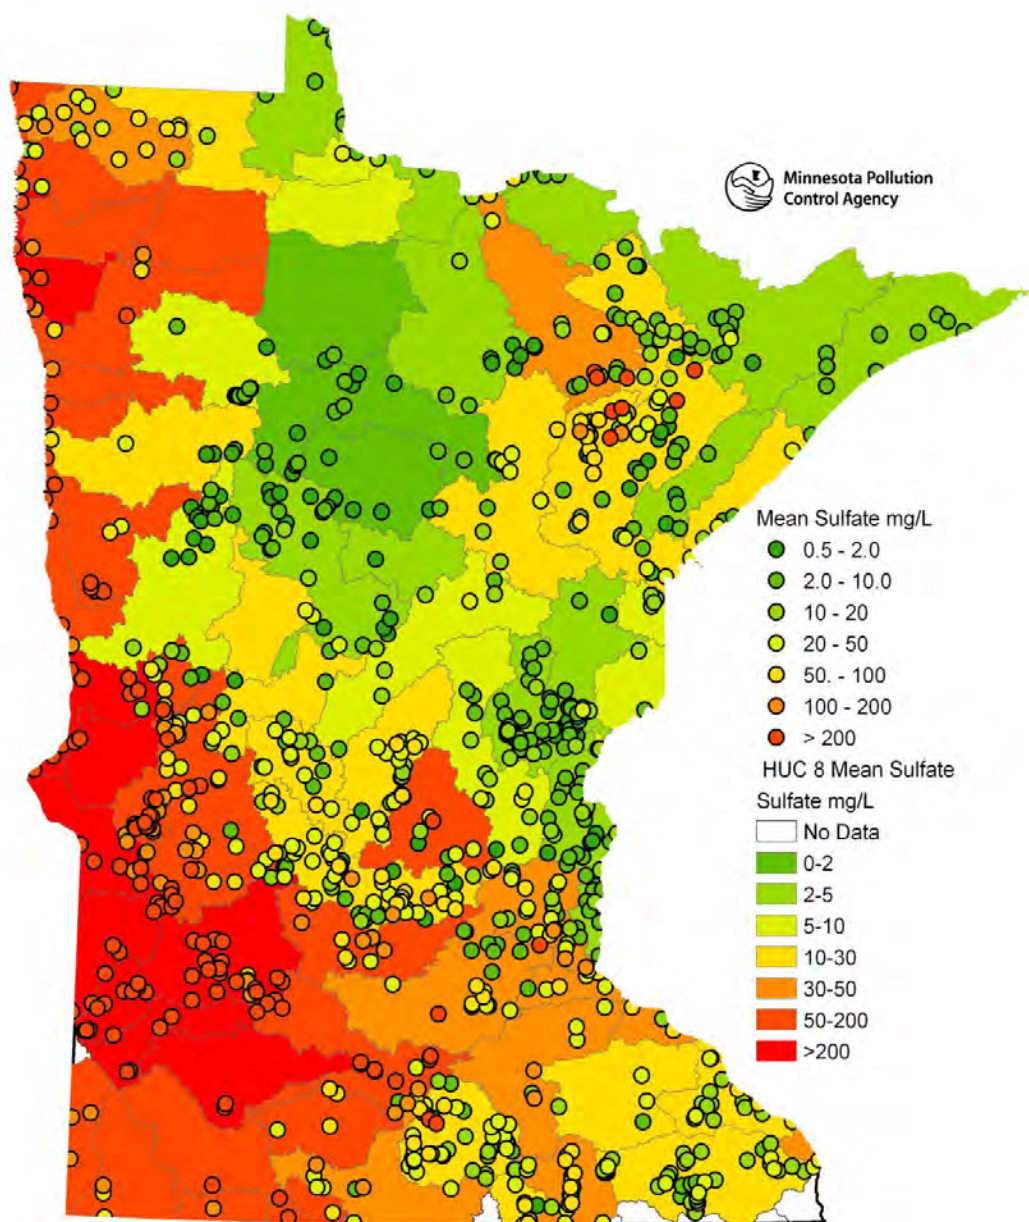 Minnesota Pollution
Control Agency
Mean Sulfate mg/L
0.5 - 2.0
2.0 - 10.0
10 - 20
20 - 50
50. - 100
100 - 200
> 200
HUC 8 Mean Sulfate
Sulfate mg/L
No Data
0-2
2-5
5-10
10-30
30-50
50-200
>200